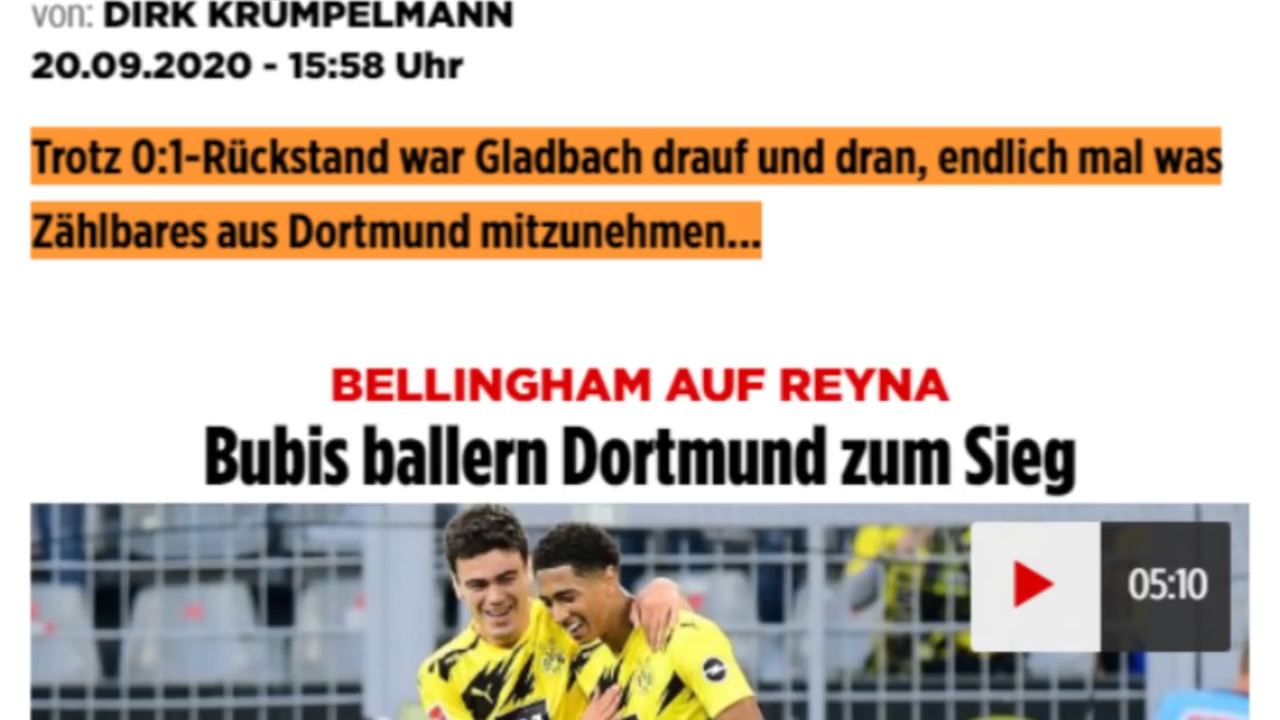 von: DIRK KRÜMPELMANN
20.09.2020 - 15:58 Uhr
Trotz 0:1-Rückstand war Gladbach drauf und dran, endlich mal was
Zählbares aus Dortmund mitzunehmen...
BELLINGHAM AUF REYNA
Bubis ballern Dortmund zum Sieg
05:10